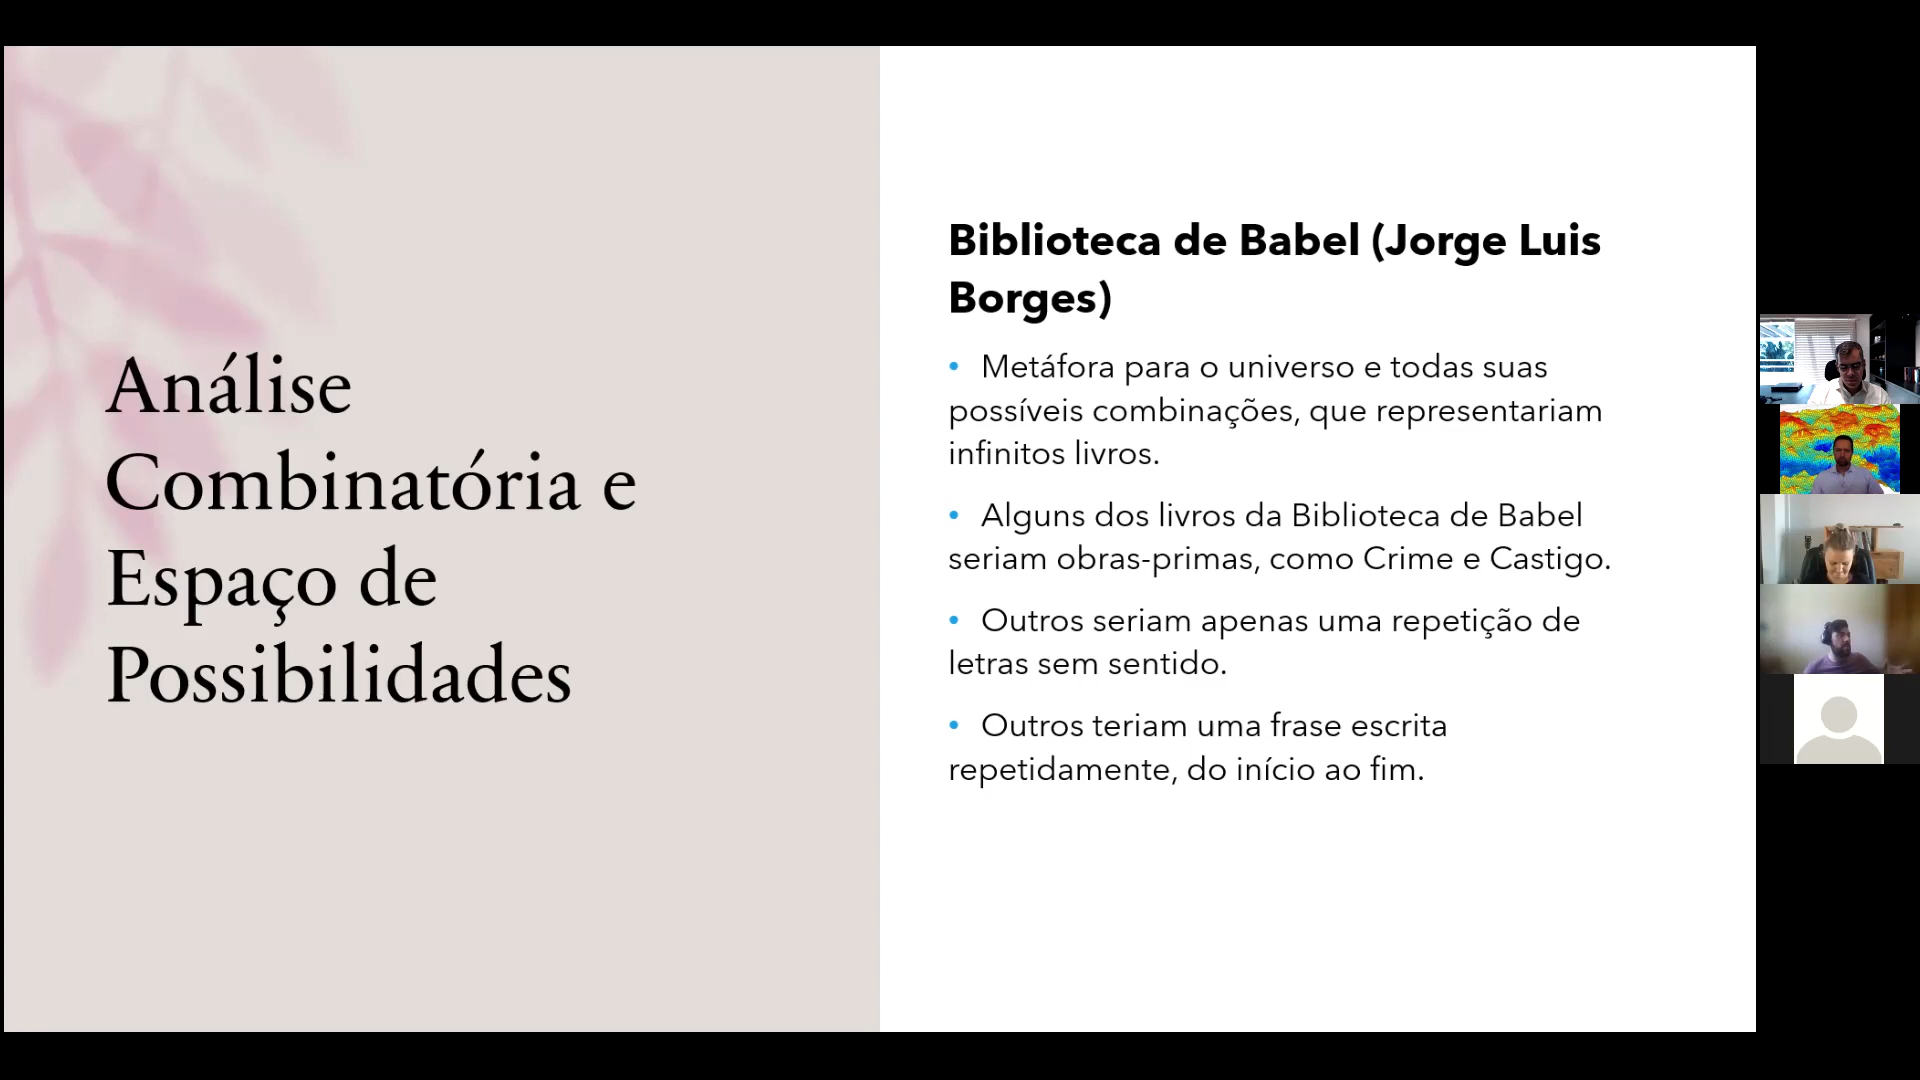 Análise
Combinatória e
Espaço de
Possibilidades
Biblioteca de Babel (Jorge Luis
Borges)
• Metáfora para o universo e todas suas
possíveis combinações, que representariam
infinitos livros.
• Alguns dos livros da Biblioteca de Babel
seriam obras-primas, como Crime e Castigo.
• Outros seriam apenas uma repetição de
letras sem sentido.
• Outros teriam uma frase escrita
repetidamente, do início ao fim.